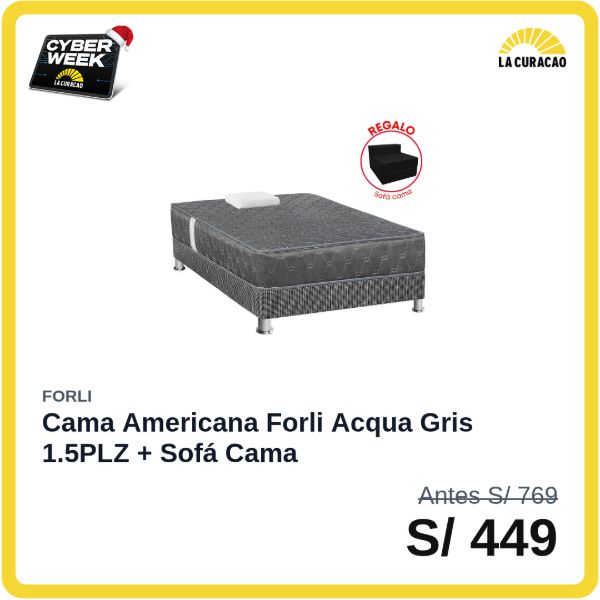 CYBER
WEEK
LA CURACAO
LA CURACAO
REGALO
Sofá cama
FORLI
Cama Americana Forli Acqua Gris
1.5PLZ + Sofá Cama
Antes S/ 769
S/ 449